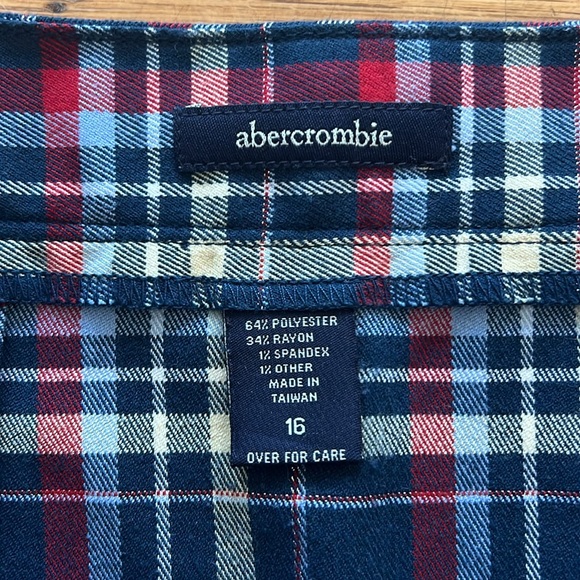 abercrombie
64% POLYESTER
34% RAYON
1% SPANDEX
1% OTHER
MADE IN
TAIWAN
16
OVER FOR CARE